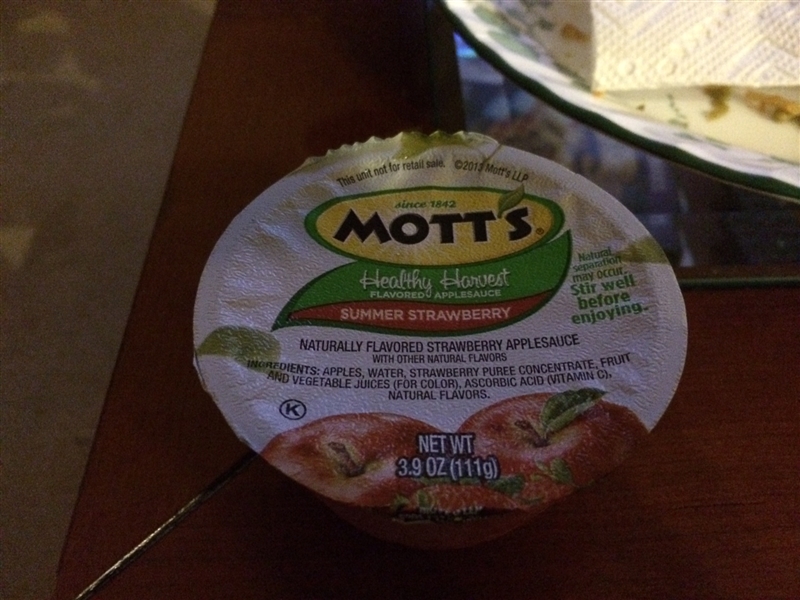 This unit not for retail sale. ©2013 Mott's LLP
since 1842
MOTT'S®
Healthy Harvest
FLAVORED APPLESAUCE
SUMMER STRAWBERRY
Natural
separation
may occur.
Stir well
before
enjoying.
NATURALLY FLAVORED STRAWBERRY APPLESAUCE
WITH OTHER NATURAL FLAVORS
INGREDIENTS: APPLES, WATER, STRAWBERRY PUREE CONCENTRATE, FRUIT
AND VEGETABLE JUICES (FOR COLOR), ASCORBIC ACID (VITAMIN C),
NATURAL FLAVORS.
K
NET WT
3.9 OZ (111g)